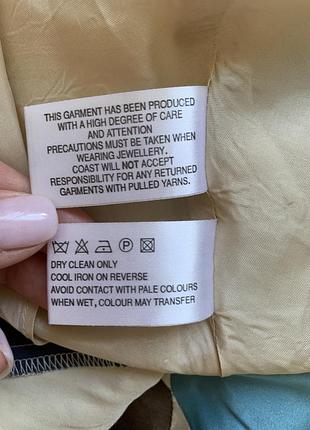 THIS GARMENT HAS BEEN PRODUCED
WITH A HIGH DEGREE OF CARE
AND ATTENTION
PRECAUTIONS MUST BE TAKEN WHEN
WEARING JEWELLERY.
COAST WILL NOT ACCEPT
RESPONSIBILITY FOR ANY RETURNED
GARMENTS WITH PULLED YARNS.
P
DRY CLEAN ONLY
COOL IRON ON REVERSE
AVOID CONTACT WITH PALE COLOURS
WHEN WET, COLOUR MAY TRANSFER